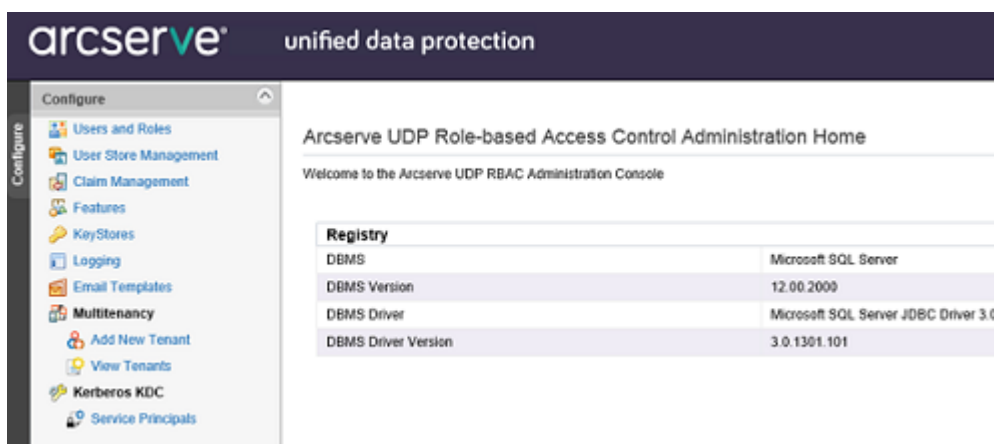 arcserve® unified data protection
Configure
Configure
Users and Roles
User Store Management
Claim Management
Features
KeyStores
Logging
Email Templates
Multitenancy
Add New Tenant
View Tenants
Kerberos KDC
Service Principals
Arcserve UDP Role-based Access Control Administration Home
Welcome to the Arcserve UDP RBAC Administration Console
Registry
DBMS Microsoft SQL Server
DBMS Version 12.00.2000
DBMS Driver Microsoft SQL Server JDBC Driver 3.0
DBMS Driver Version 3.0.1301.101